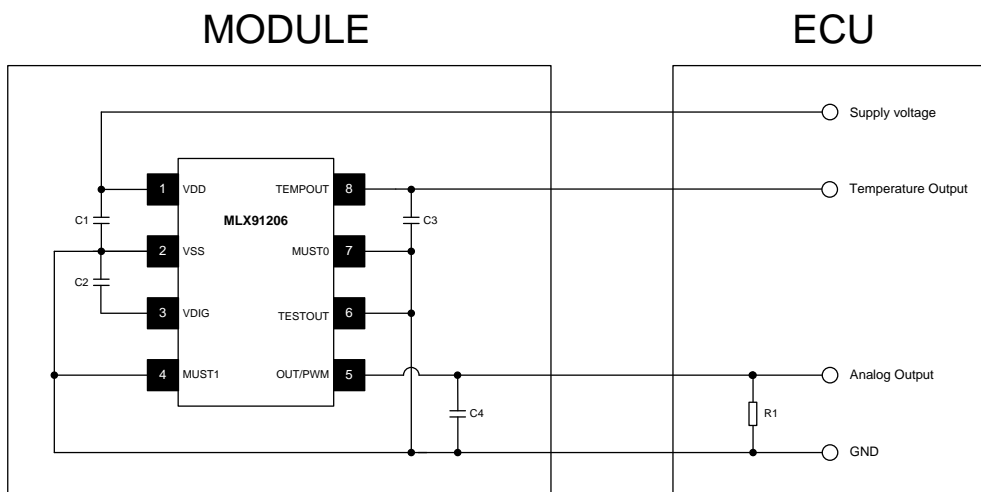 MODULE
ECU
Supply voltage
1 VDD TEMPOUT 8
Temperature Output
C1 MLX91206 C3
2 VSS MUST0 7
C2
3 VDIG TESTOUT 6
4 MUST1 OUT/PWM 5
Analog Output
C4
R1
GND